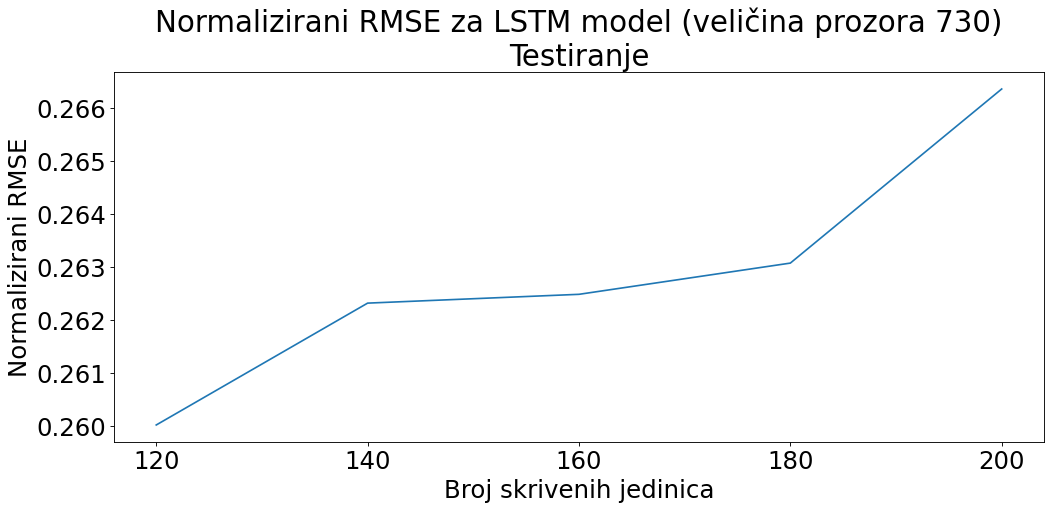 Normalizirani RMSE za LSTM model (veličina prozora 730)
Testiranje
Normalizirani RMSE
0.266
0.265
0.264
0.263
0.262
0.261
0.260
120 140 160 180 200
Broj skrivenih jedinica